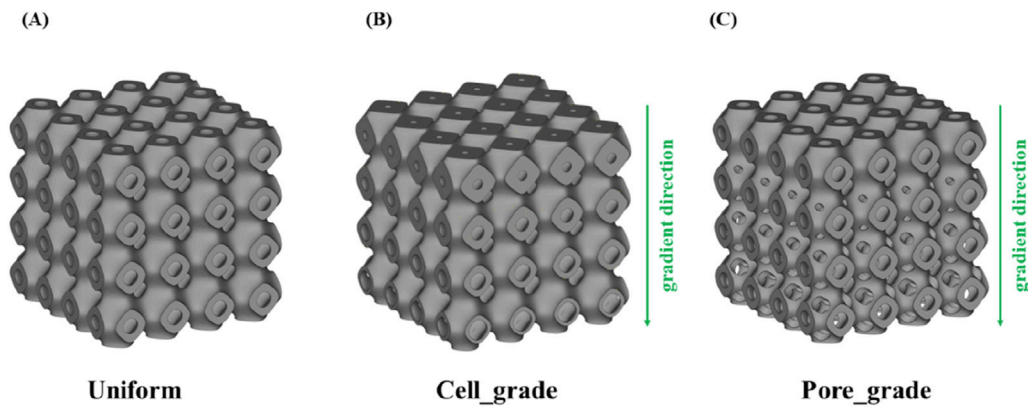 (A)
(B)
(C)
gradient direction
gradient direction
Uniform
Cell_grade
Pore_grade